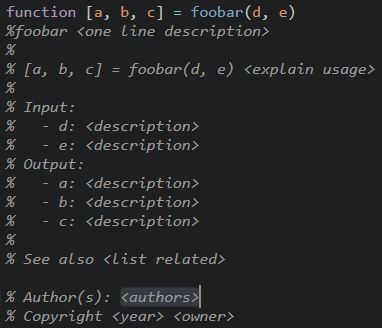 function [a, b, c] = foobar(d, e)
%foobar <one line description>
%
% [a, b, c] = foobar(d, e) <explain usage>
%
% Input:
%   - d: <description>
%   - e: <description>
% Output:
%   - a: <description>
%   - b: <description>
%   - c: <description>
%
% See also <list related>

% Author(s): <authors>
% Copyright <year> <owner>